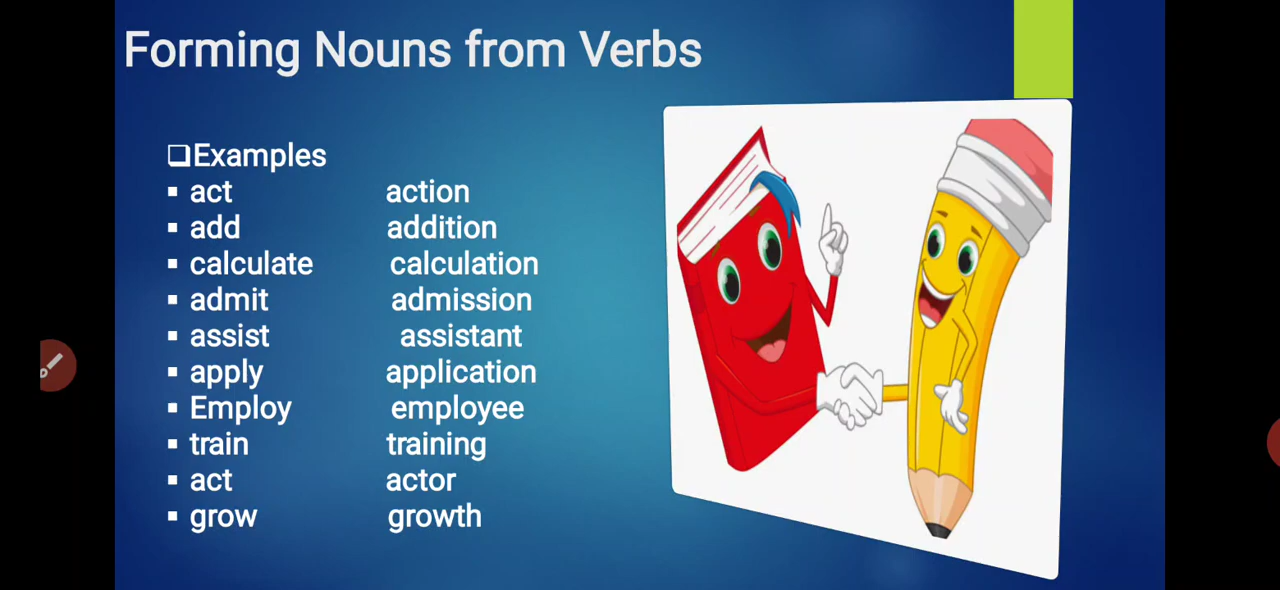 Forming Nouns from Verbs
❑Examples
▪ act action
▪ add addition
▪ calculate calculation
▪ admit admission
▪ assist assistant
▪ apply application
▪ Employ employee
▪ train training
▪ act actor
▪ grow growth